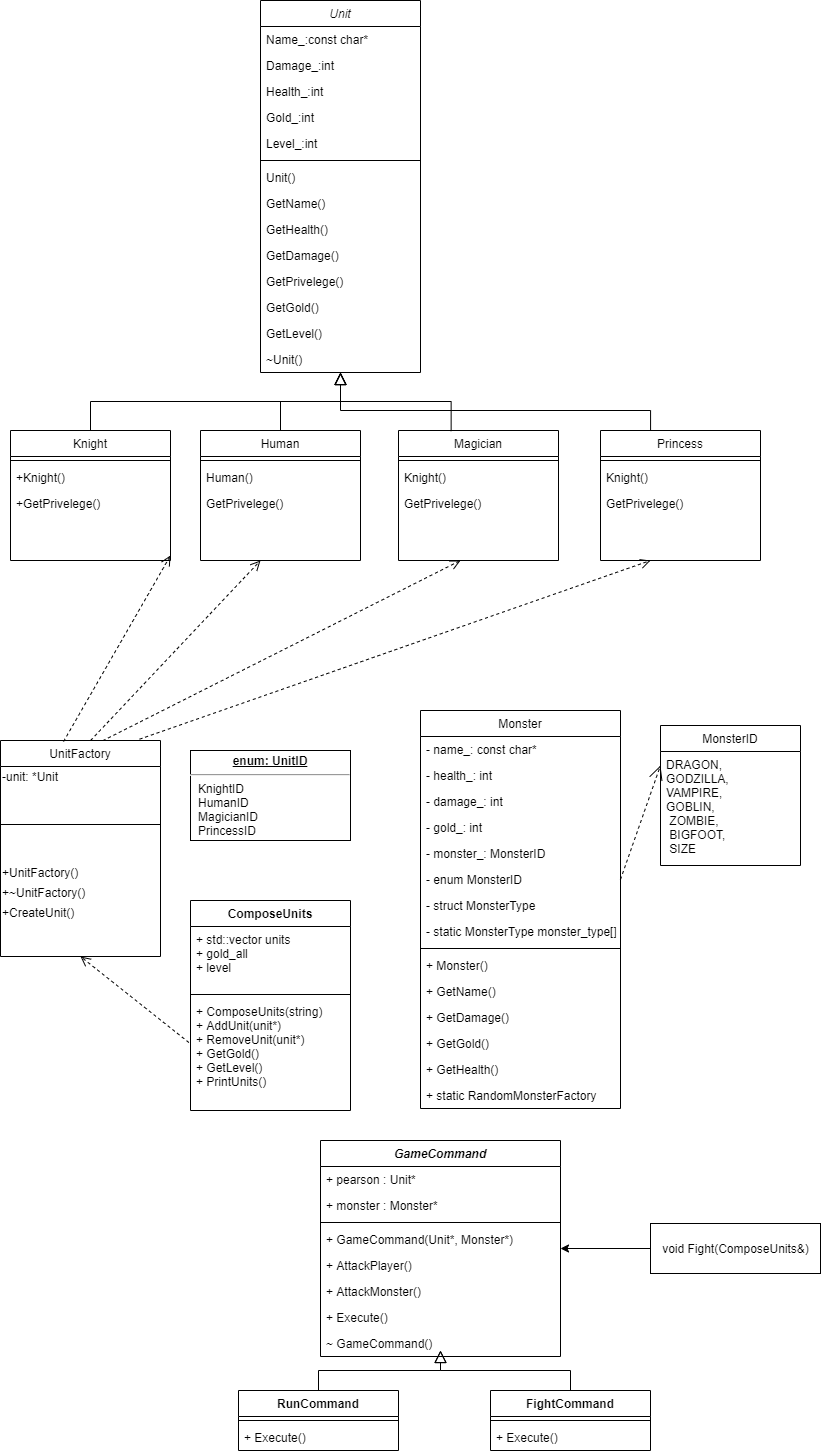 Unit
Name_:const char*
Damage_:int
Health_:int
Gold_:int
Level_:int
Unit()
GetName()
GetHealth()
GetDamage()
GetPrivelege()
GetGold()
GetLevel()
~Unit()
Knight
+Knight()
+GetPrivelege()
Human
Human()
GetPrivelege()
Magician
Knight()
GetPrivelege()
Princess
Knight()
GetPrivelege()
UnitFactory
-unit: *Unit
+UnitFactory()
+~UnitFactory()
+CreateUnit()
enum: UnitID
KnightID
HumanID
MagicianID
PrincessID
ComposeUnits
+ std::vector units
+ gold_all
+ level
+ ComposeUnits(string)
+ AddUnit(unit*)
+ RemoveUnit(unit*)
+ GetGold()
+ GetLevel()
+ PrintUnits()
Monster
- name_: const char*
- health_: int
- damage_: int
- gold_: int
- monster_: MonsterID
- enum MonsterID
- struct MonsterType
- static MonsterType monster_type[]
+ Monster()
+ GetName()
+ GetDamage()
+ GetGold()
+ GetHealth()
+ static RandomMonsterFactory
MonsterID
DRAGON,
GODZILLA,
VAMPIRE,
GOBLIN,
ZOMBIE,
BIGFOOT,
SIZE
GameCommand
+ pearson : Unit*
+ monster : Monster*
+ GameCommand(Unit*, Monster*)
+ AttackPlayer()
+ AttackMonster()
+ Execute()
~ GameCommand()
void Fight(ComposeUnits&)
RunCommand
+ Execute()
FightCommand
+ Execute()